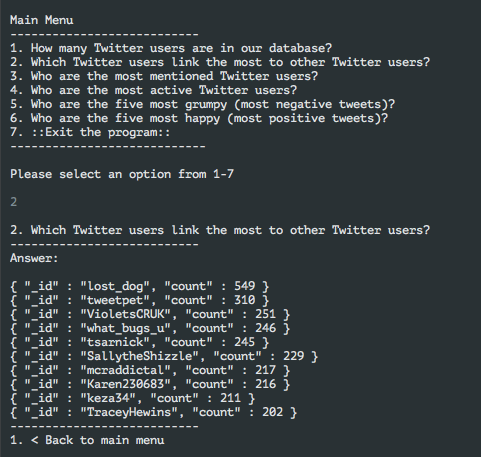 Main Menu
---------------------------
1. How many Twitter users are in our database?
2. Which Twitter users link the most to other Twitter users?
3. Who are the most mentioned Twitter users?
4. Who are the most active Twitter users?
5. Who are the five most grumpy (most negative tweets)?
6. Who are the five most happy (most positive tweets)?
7. ::Exit the program::
----------------------------
Please select an option from 1-7
2
2. Which Twitter users link the most to other Twitter users?
---------------------------
Answer:
{ "_id" : "lost_dog", "count" : 549 }
{ "_id" : "tweetpet", "count" : 310 }
{ "_id" : "VioletsCRUK", "count" : 251 }
{ "_id" : "what_bugs_u", "count" : 246 }
{ "_id" : "tsarnick", "count" : 245 }
{ "_id" : "SallytheShizzle", "count" : 229 }
{ "_id" : "mcraddictal", "count" : 217 }
{ "_id" : "Karen230683", "count" : 216 }
{ "_id" : "keza34", "count" : 211 }
{ "_id" : "TraceyHewins", "count" : 202 }
---------------------------
1. < Back to main menu